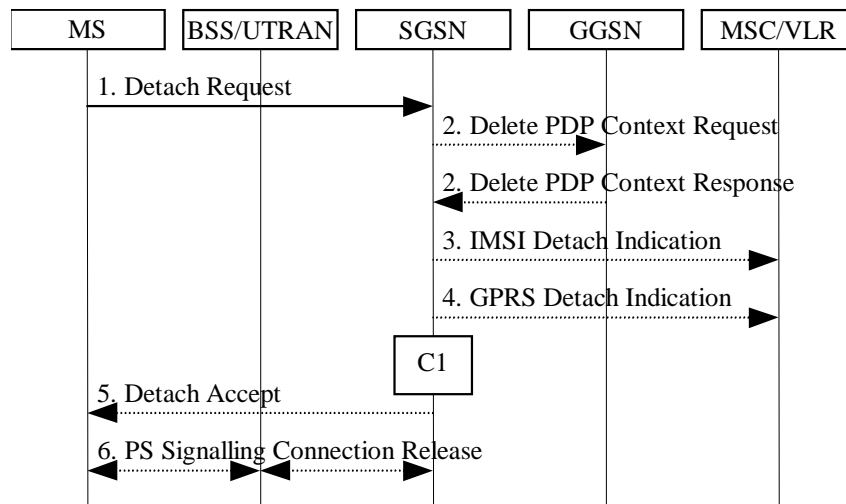 MS
BSS/UTRAN
SGSN
GGSN
MSC/VLR
1. Detach Request
2. Delete PDP Context Request
2. Delete PDP Context Response
3. IMSI Detach Indication
4. GPRS Detach Indication
C1
5. Detach Accept
6. PS Signalling Connection Release